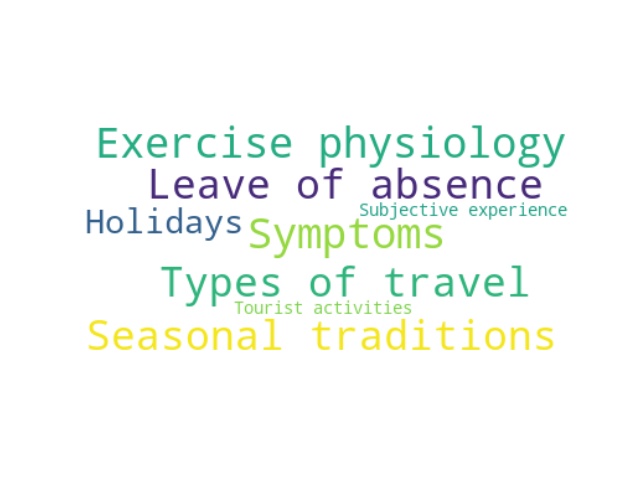 Exercise physiology
Leave of absence
Subjective experience
Holidays
Symptoms
Types of travel
Tourist activities
Seasonal traditions